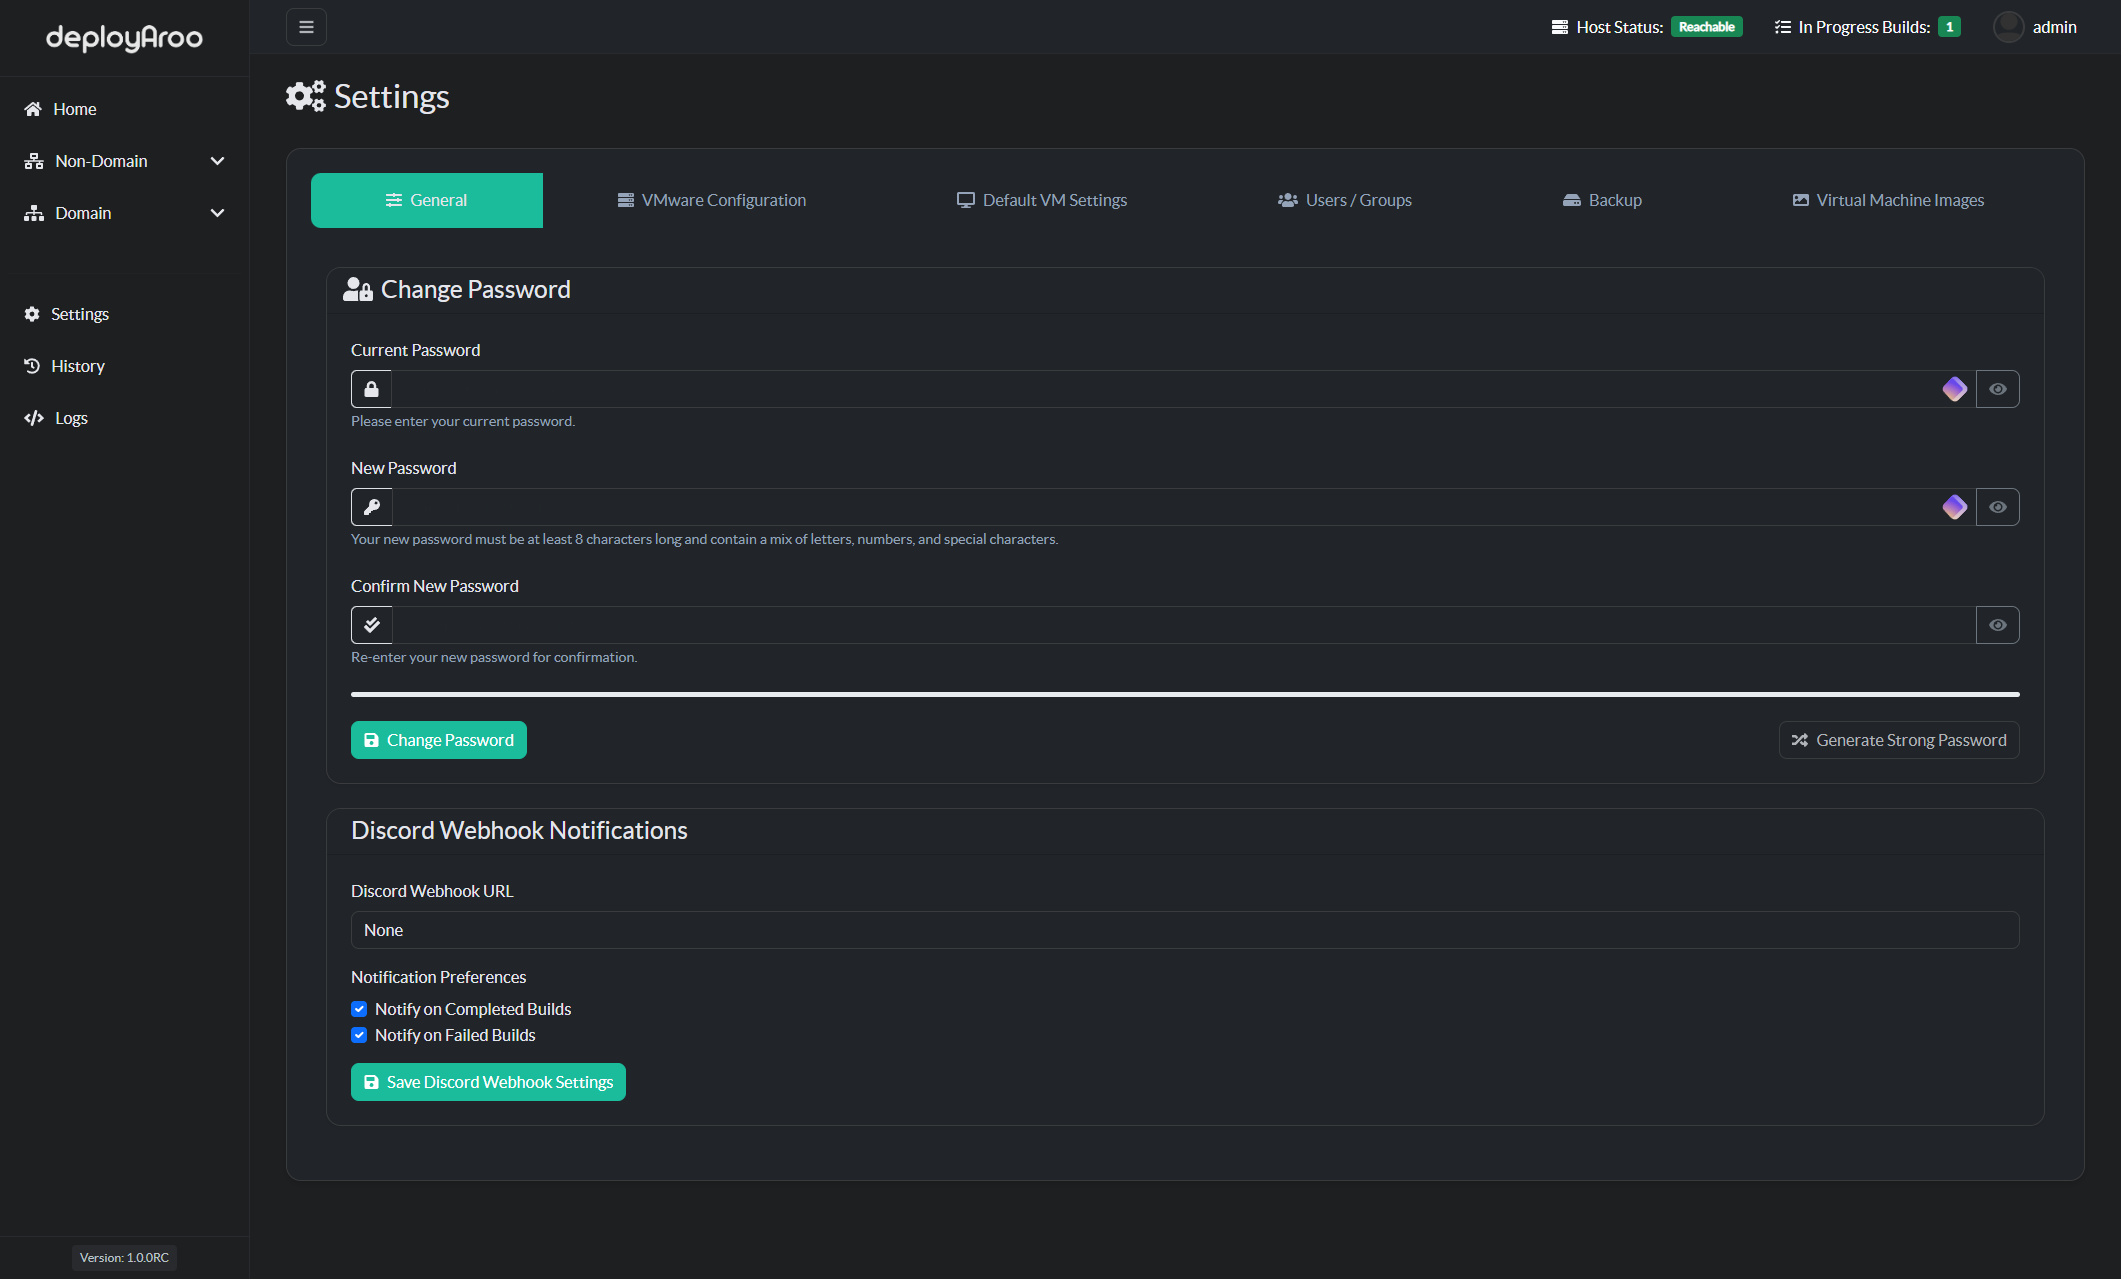 deployAroo
Host Status: Reachable
In Progress Builds: 1
admin
Home
Non-Domain
Domain
Settings
History
Logs
Version: 1.0.0RC
Settings
General
VMware Configuration
Default VM Settings
Users / Groups
Backup
Virtual Machine Images
Change Password
Current Password
Please enter your current password.
New Password
Your new password must be at least 8 characters long and contain a mix of letters, numbers, and special characters.
Confirm New Password
Re-enter your new password for confirmation.
Change Password
Generate Strong Password
Discord Webhook Notifications
Discord Webhook URL
None
Notification Preferences
Notify on Completed Builds
Notify on Failed Builds
Save Discord Webhook Settings